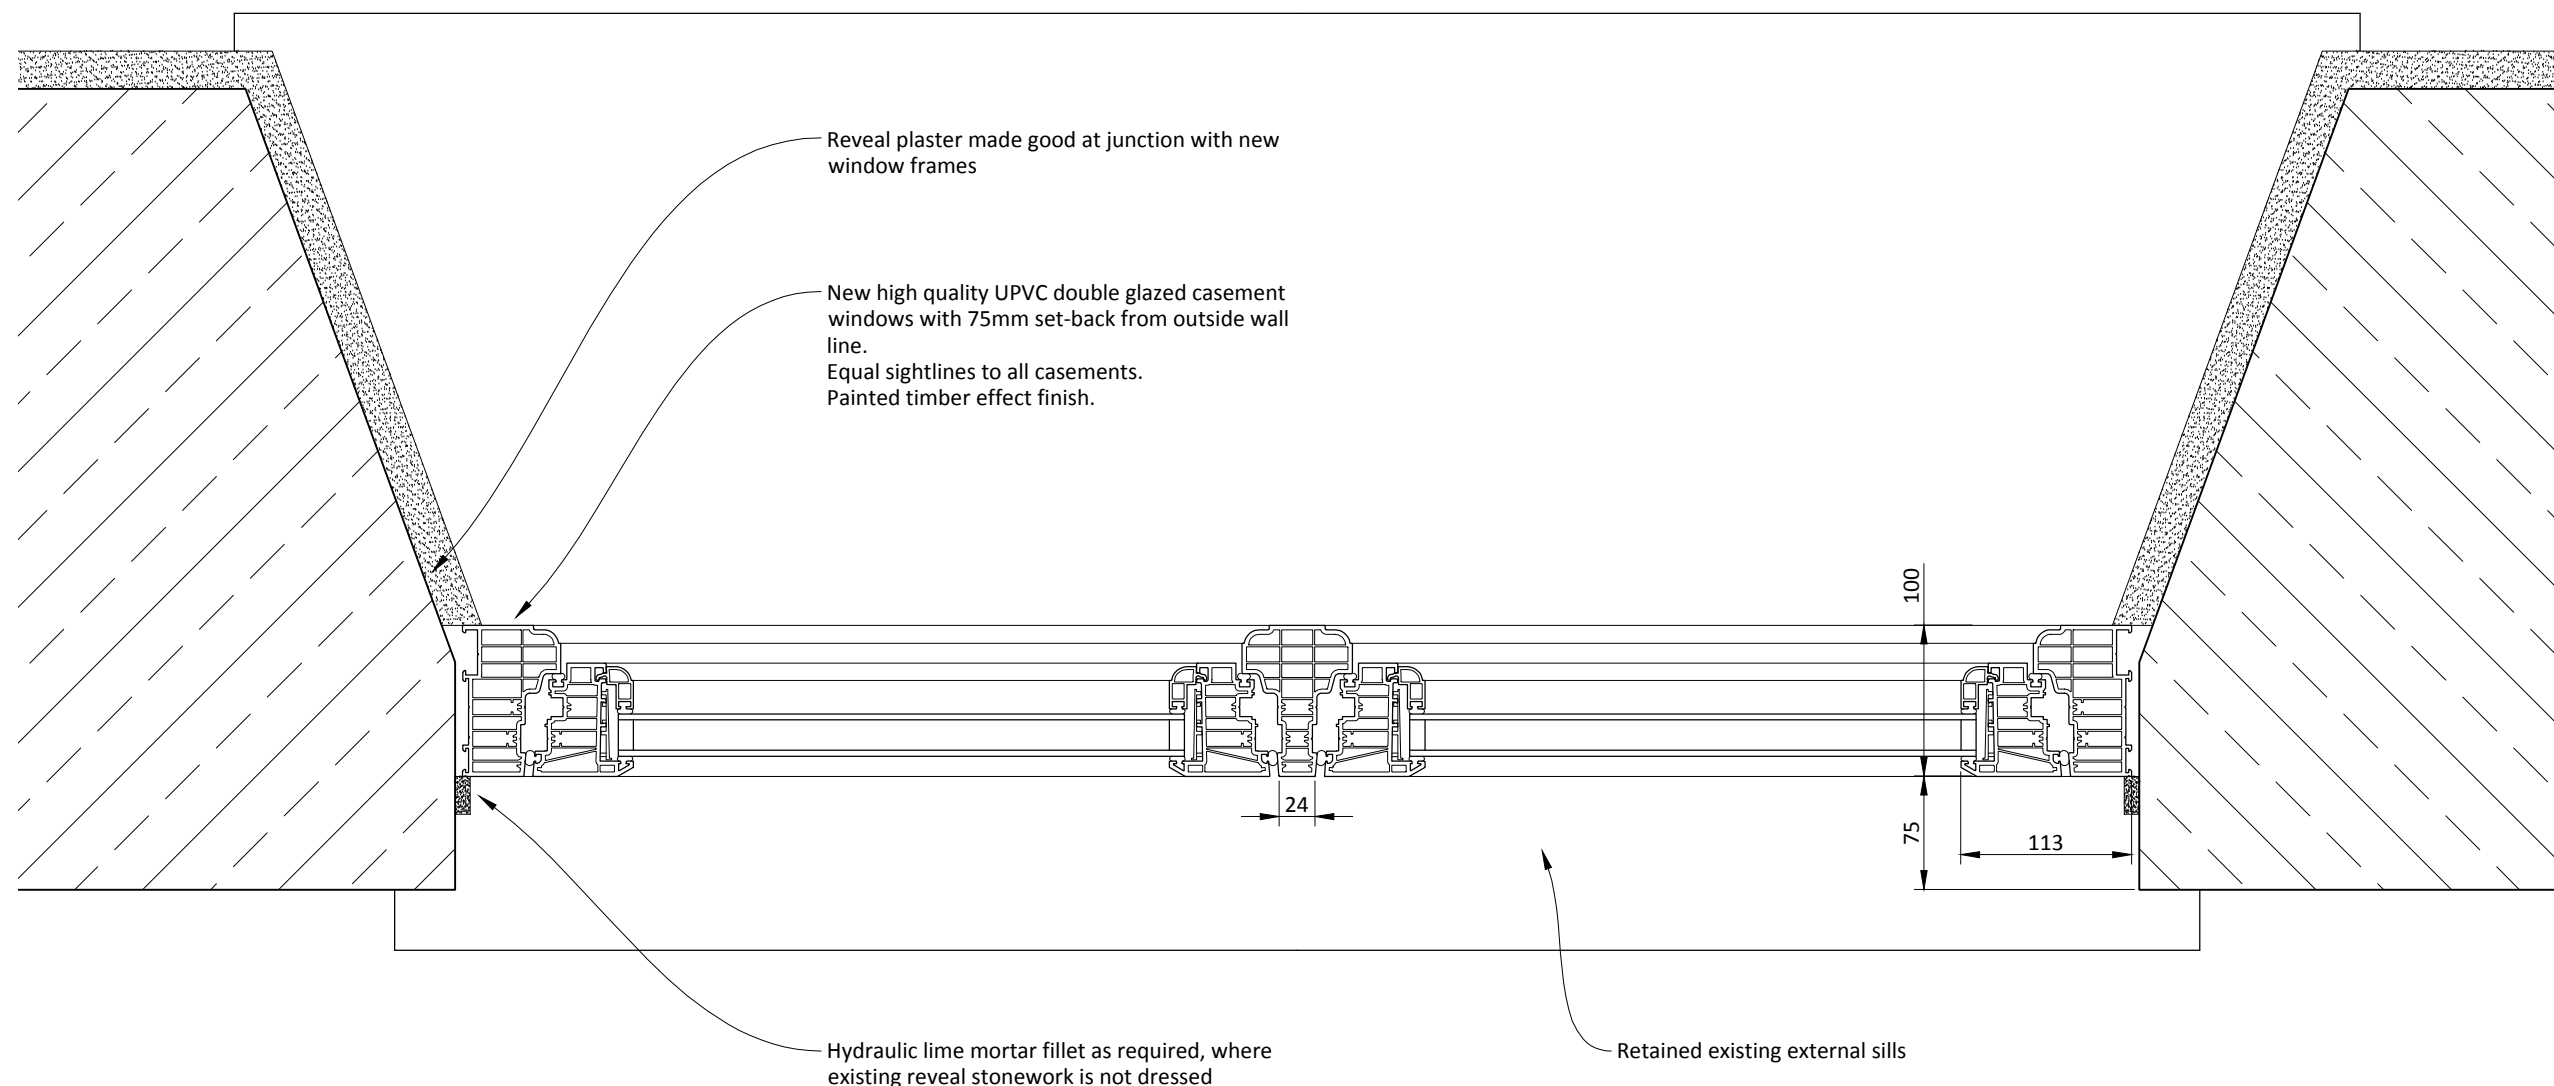 Reveal plaster made good at junction with new
window frames
New high quality UPVC double glazed casement
windows with 75mm set-back from outside wall
line.
Equal sightlines to all casements.
Painted timber effect finish.
100
24
75
113
Hydraulic lime mortar fillet as required, where
existing reveal stonework is not dressed
Retained existing external sills